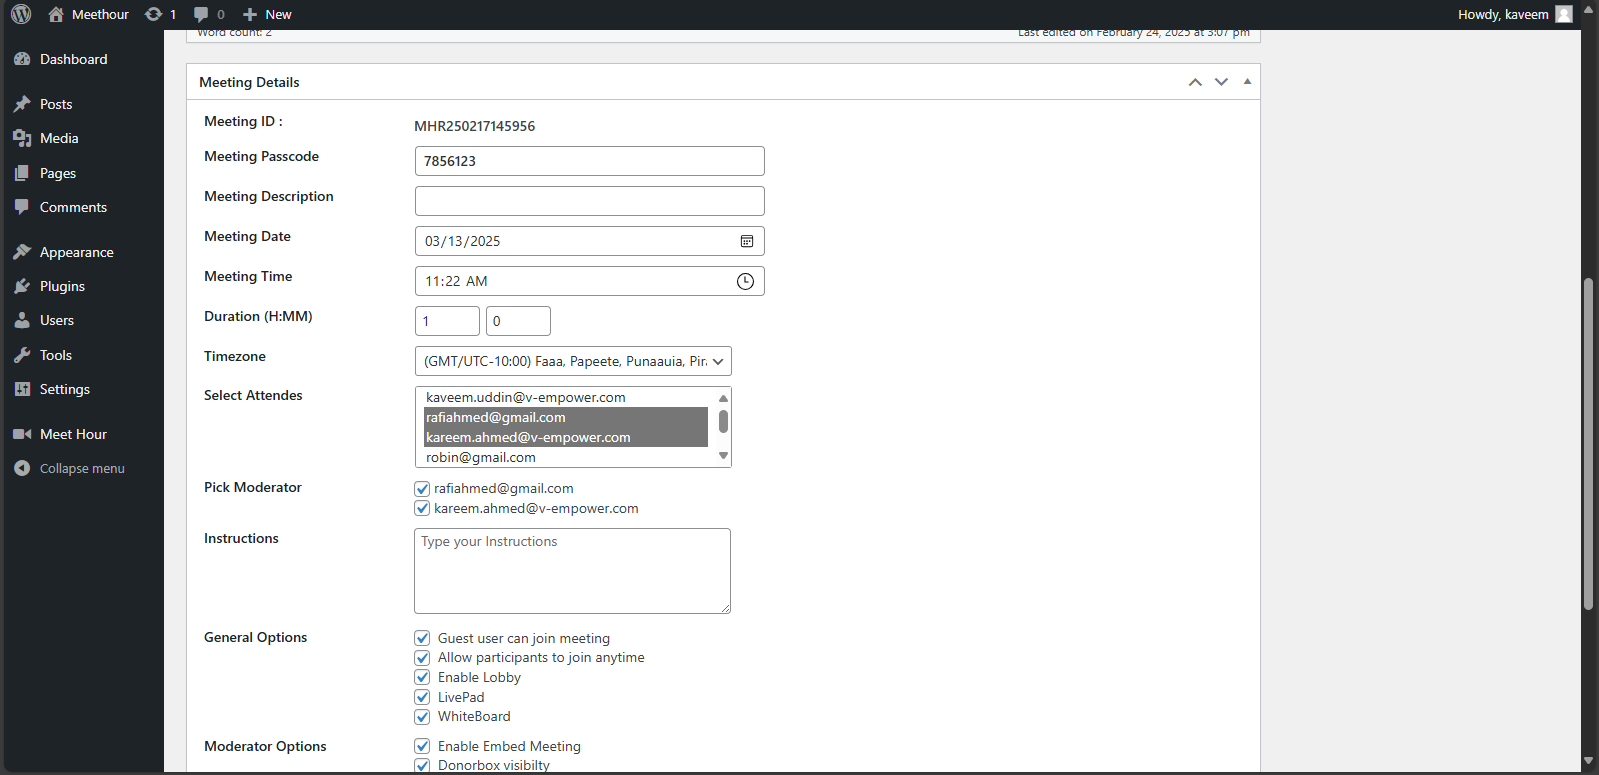 Meethour 1 0 New Howdy, kaveem
Word count: 2 Last edited on February 24, 2025 at 3:07 pm
Dashboard
Posts
Media
Pages
Comments
Appearance
Plugins
Users
Tools
Settings
Meet Hour
Collapse menu
Meeting Details
Meeting ID : MHR250217145956
Meeting Passcode 7856123
Meeting Description
Meeting Date 03/13/2025
Meeting Time 11:22 AM
Duration (H:MM) 1 0
Timezone (GMT/UTC-10:00) Faaa, Papeete, Punaauia, Pir
Select Attendes kaveem.uddin@v-empower.com
rafiahmed@gmail.com
kareem.ahmed@v-empower.com
robin@gmail.com
Pick Moderator rafiahmed@gmail.com
kareem.ahmed@v-empower.com
Instructions Type your Instructions
General Options Guest user can join meeting
Allow participants to join anytime
Enable Lobby
LivePad
WhiteBoard
Moderator Options Enable Embed Meeting
Donorbox visibilty